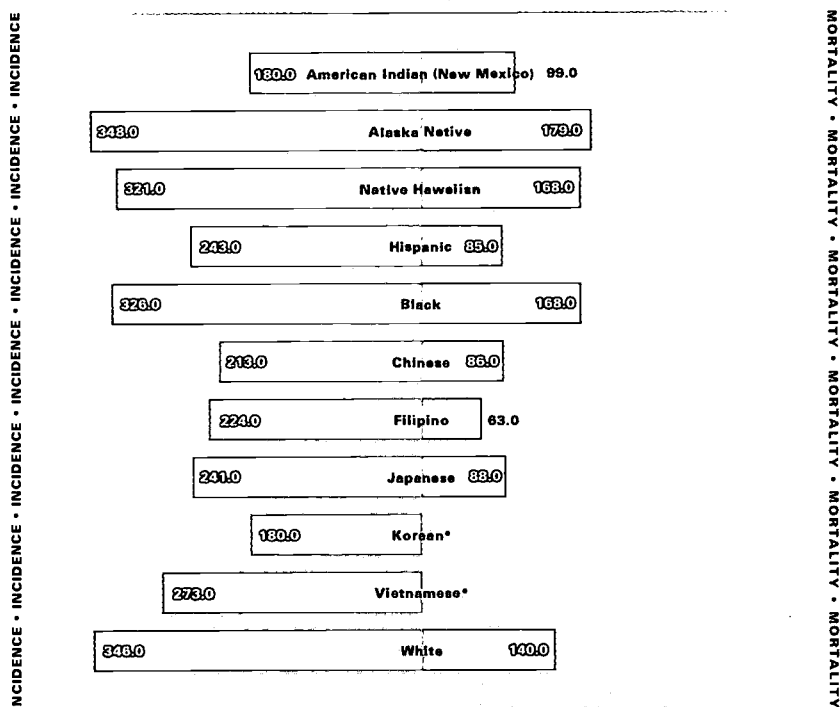 INCIDENCE • INCIDENCE • INCIDENCE • INCIDENCE • INCIDENCE • INCIDENCE
180.0 American Indian (New Mexico) 99.0
348.0 Alaska Native 179.0
321.0 Native Hawaiian 168.0
243.0 Hispanic 85.0
326.0 Black 168.0
213.0 Chinese 86.0
224.0 Filipino 63.0
241.0 Japanese 88.0
180.0 Korean*
273.0 Vietnamese*
346.0 White 140.0
MORTALITY • MORTALITY • MORTALITY • MORTALITY • MORTALITY • MORTALITY